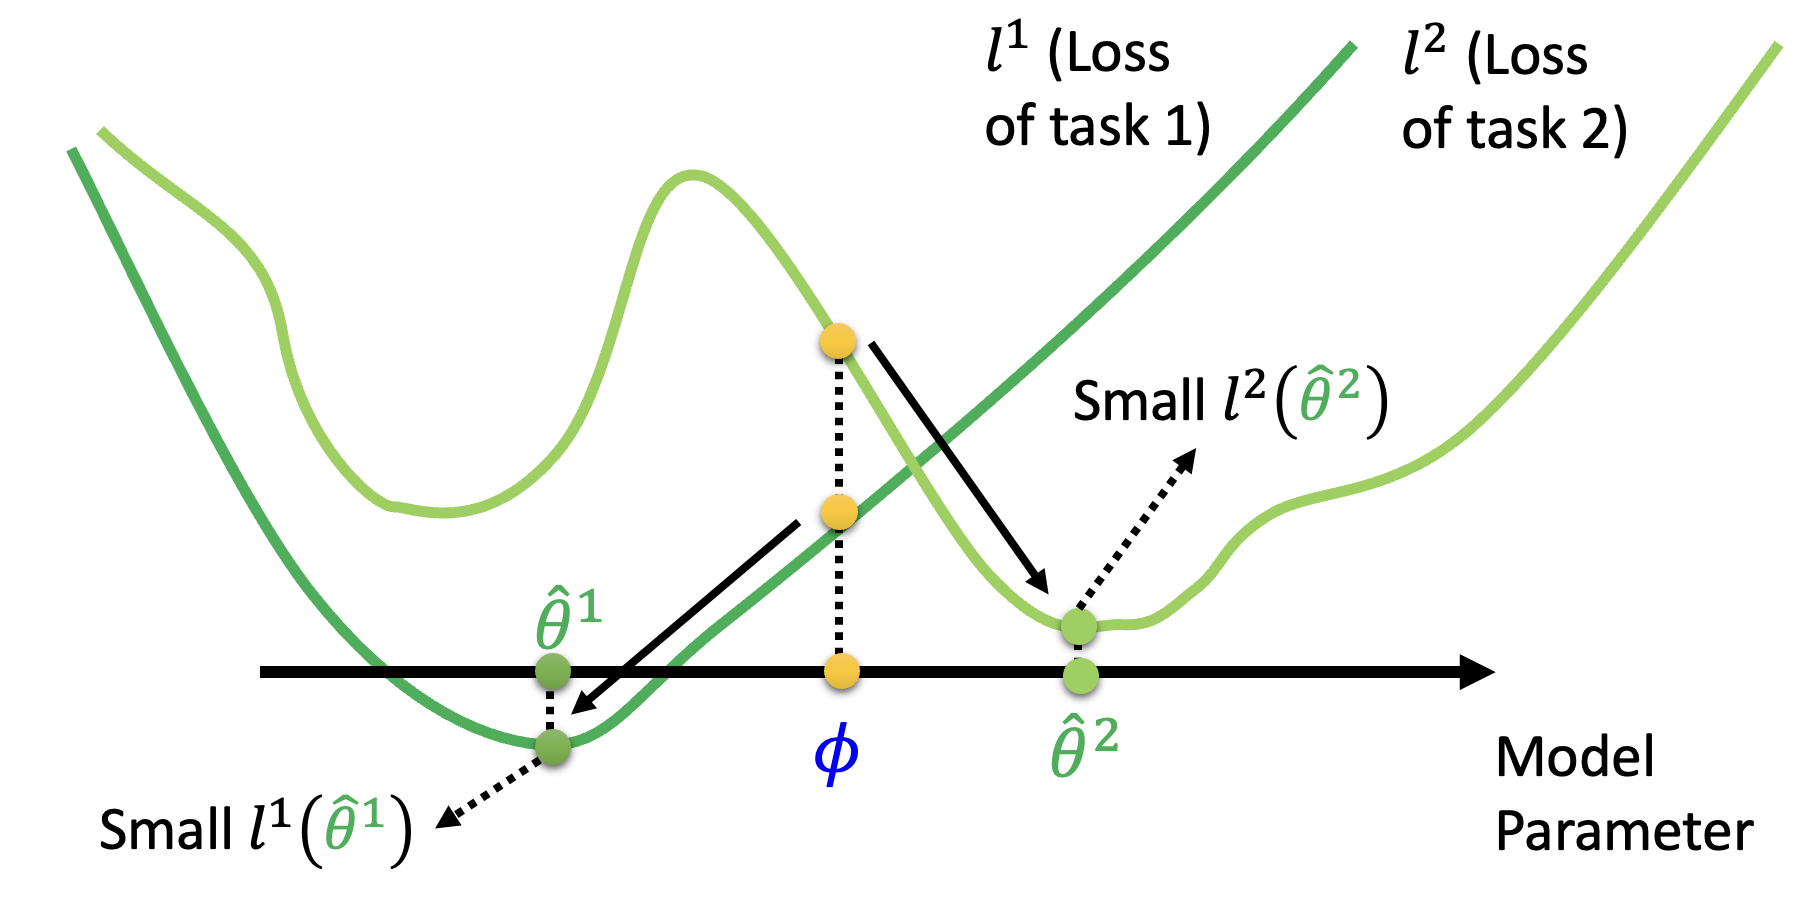 l¹ (Loss
of task 1)
l² (Loss
of task 2)
Small l²(θ̂²)
θ̂¹
ϕ
θ̂²
Model
Parameter
Small l¹(θ̂¹)